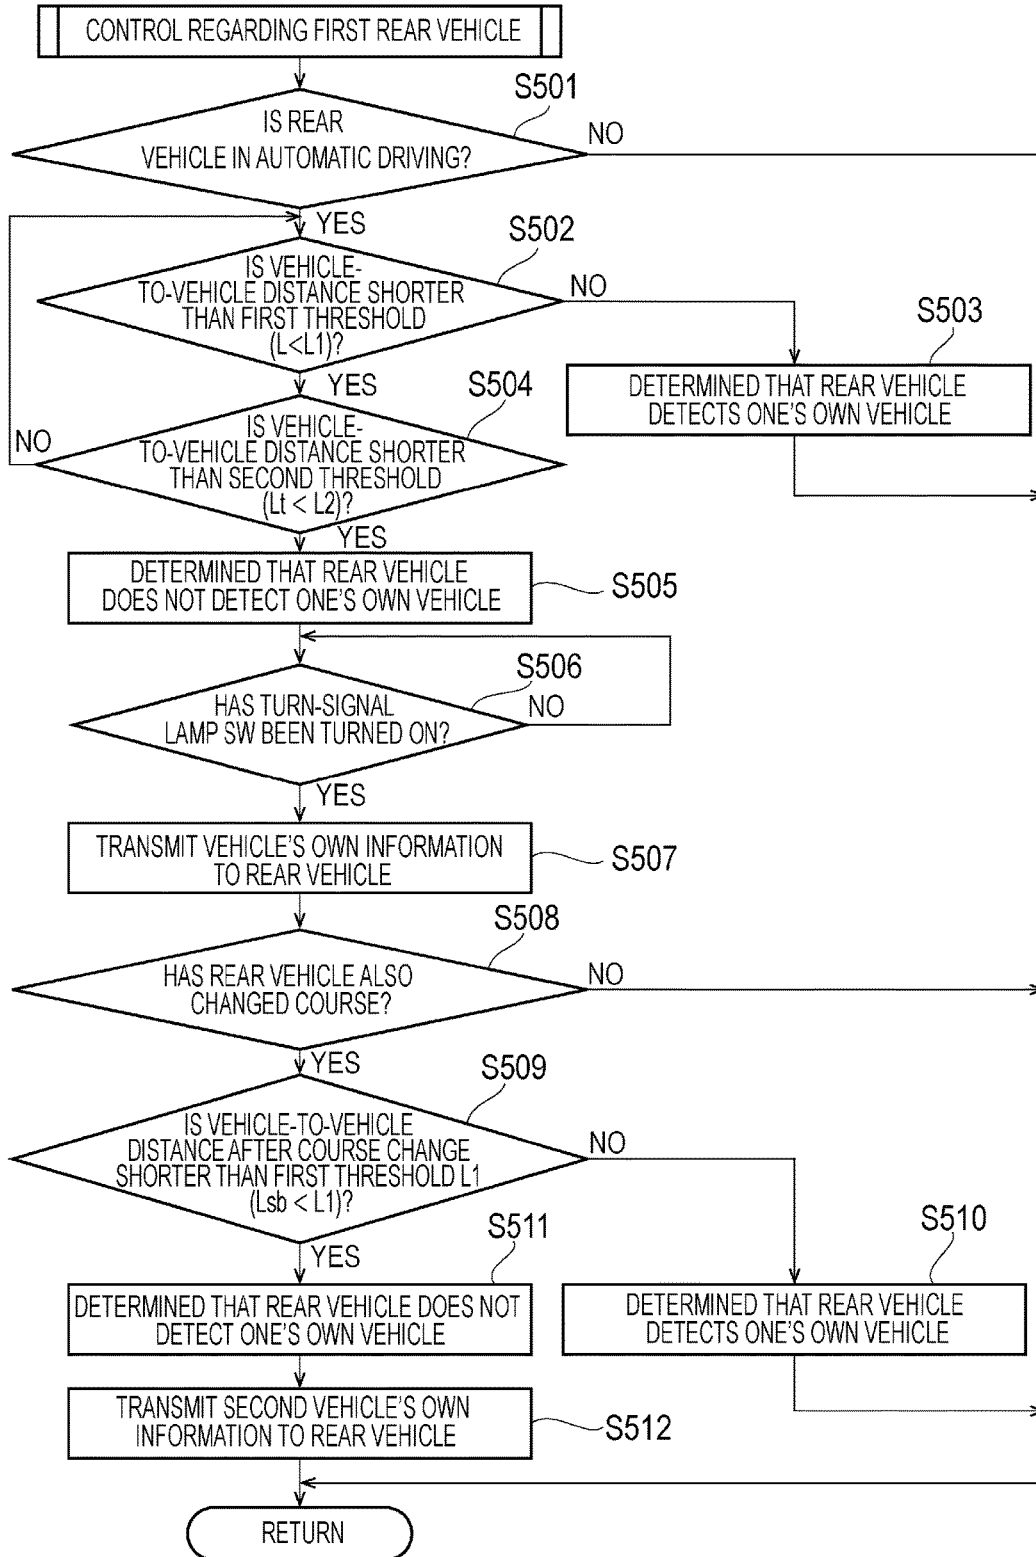 CONTROL REGARDING FIRST REAR VEHICLE
S501
IS REAR
VEHICLE IN AUTOMATIC DRIVING?
NO
YES
S502
IS VEHICLE-
TO-VEHICLE DISTANCE SHORTER
THAN FIRST THRESHOLD
(L<L1)?
NO
S503
DETERMINED THAT REAR VEHICLE
DETECTS ONE'S OWN VEHICLE
YES
S504
IS VEHICLE-
TO-VEHICLE DISTANCE SHORTER
THAN SECOND THRESHOLD
(Lt < L2)?
NO
YES
DETERMINED THAT REAR VEHICLE
DOES NOT DETECT ONE'S OWN VEHICLE
S505
S506
HAS TURN-SIGNAL
LAMP SW BEEN TURNED ON?
NO
YES
TRANSMIT VEHICLE'S OWN INFORMATION
TO REAR VEHICLE
S507
S508
HAS REAR VEHICLE ALSO
CHANGED COURSE?
NO
YES
S509
IS VEHICLE-TO-VEHICLE
DISTANCE AFTER COURSE CHANGE
SHORTER THAN FIRST THRESHOLD L1
(Lsb < L1)?
NO
YES
S511
S510
DETERMINED THAT REAR VEHICLE DOES NOT
DETECT ONE'S OWN VEHICLE
DETERMINED THAT REAR VEHICLE
DETECTS ONE'S OWN VEHICLE
TRANSMIT SECOND VEHICLE'S OWN
INFORMATION TO REAR VEHICLE
S512
RETURN